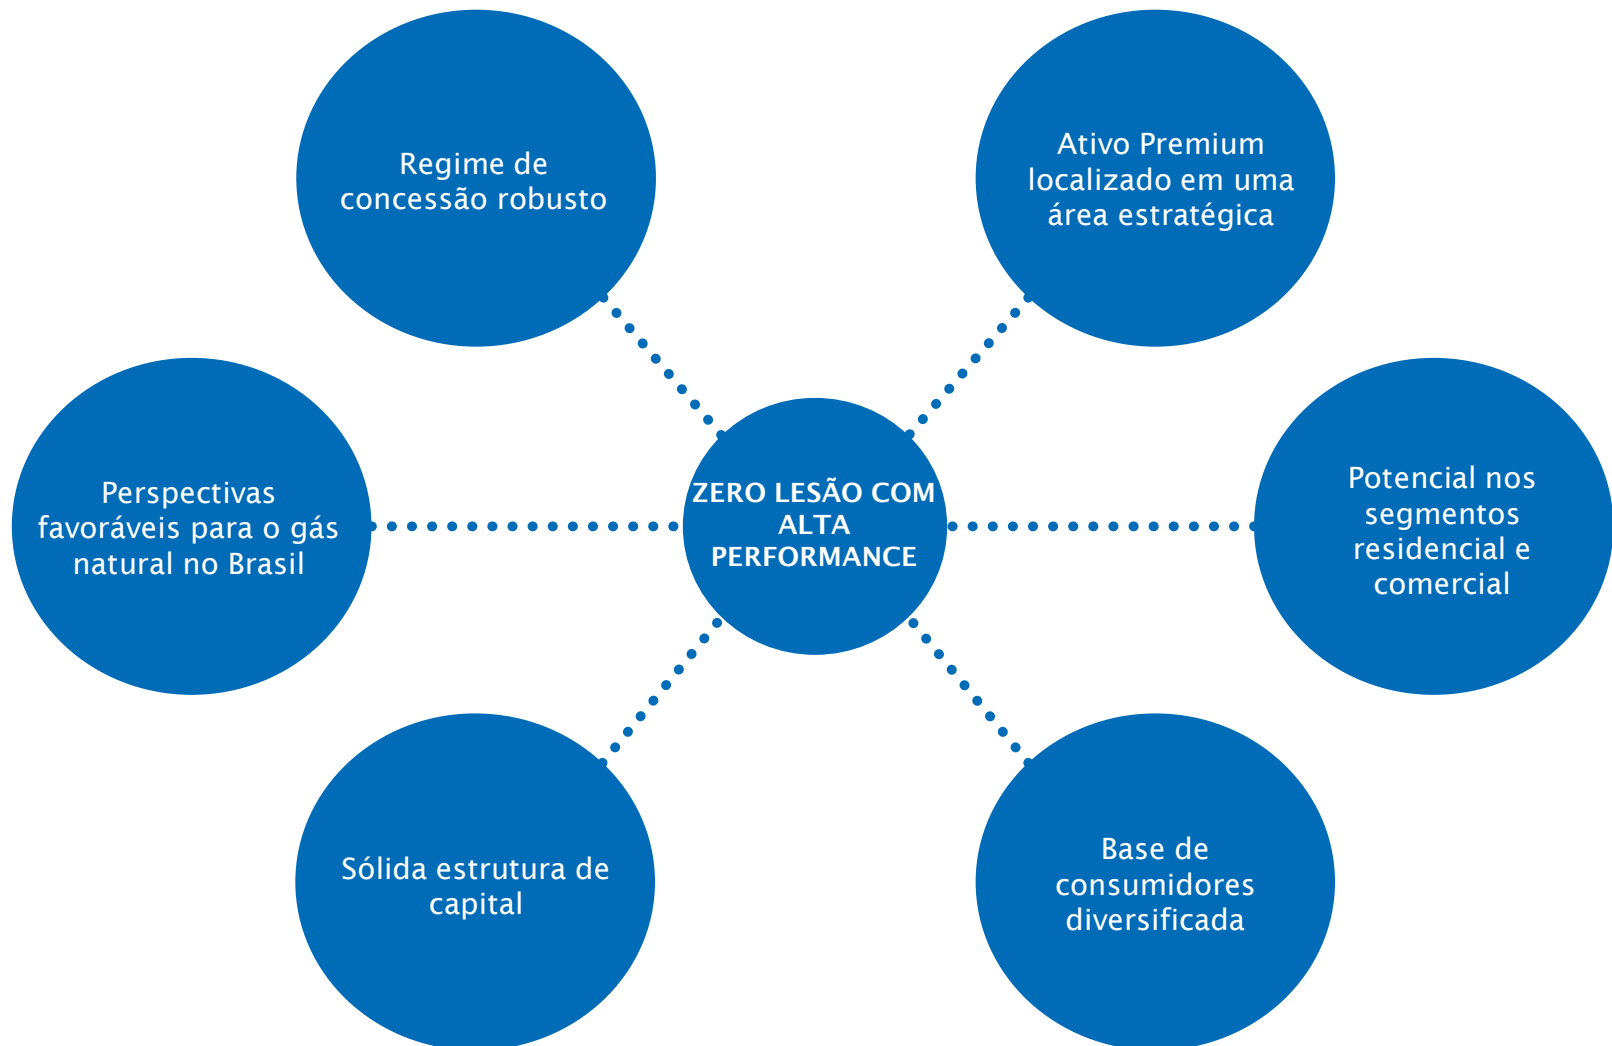 Regime de
concessão robusto
Ativo Premium
localizado em uma
área estratégica
Perspectivas
favoráveis para o gás
natural no Brasil
ZERO LESÃO COM
ALTA
PERFORMANCE
Potencial nos
segmentos
residencial e
comercial
Sólida estrutura de
capital
Base de
consumidores
diversificada